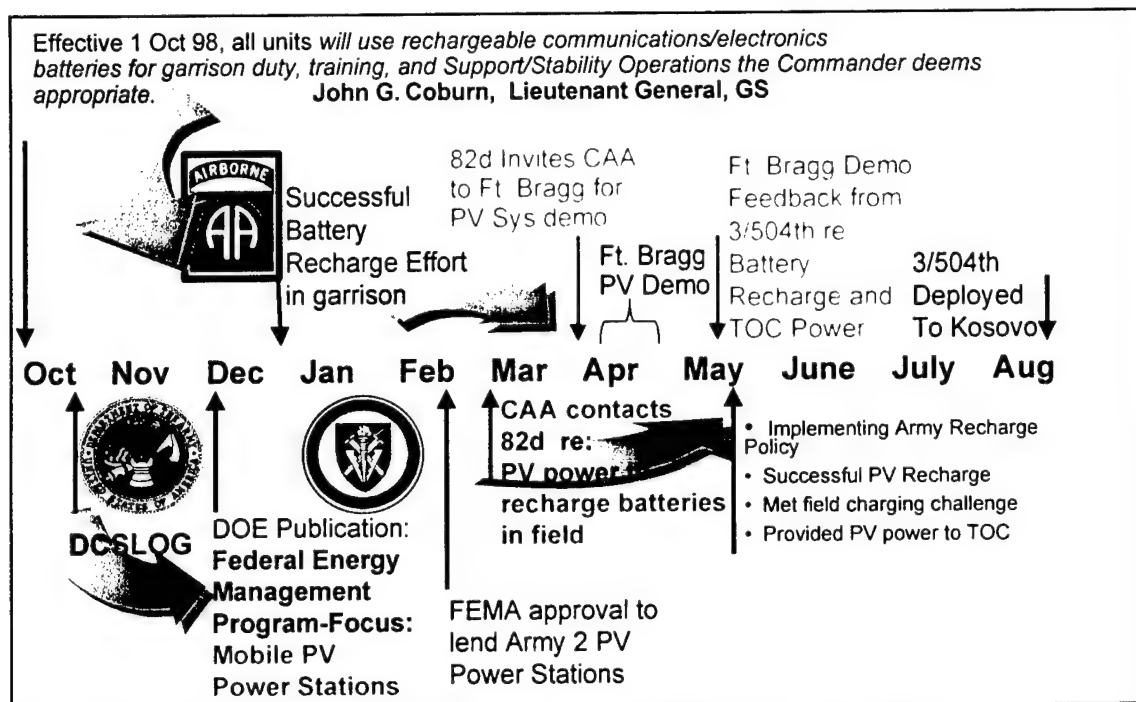 Effective 1 Oct 98, all units will use rechargeable communications/electronics
batteries for garrison duty, training, and Support/Stability Operations the Commander deems
appropriate. John G. Coburn, Lieutenant General, GS
AIRBORNE
AA
Successful
Battery
Recharge Effort
in garrison
82d Invites CAA
to Ft Bragg for
PV Sys demo
Ft. Bragg
PV Demo
Ft Bragg Demo
Feedback from
3/504th re
Battery
Recharge and
TOC Power
3/504th
Deployed
To Kosovo
Oct Nov Dec Jan Feb Mar Apr May June July Aug
DEPARTMENT OF THE ARMY
DCSLOG
DOE Publication:
Federal Energy
Management
Program-Focus:
Mobile PV
Power Stations
FEMA approval to
lend Army 2 PV
Power Stations
CAA contacts
82d re:
PV power
recharge batteries
in field
• Implementing Army Recharge
Policy
• Successful PV Recharge
• Met field charging challenge
• Provided PV power to TOC